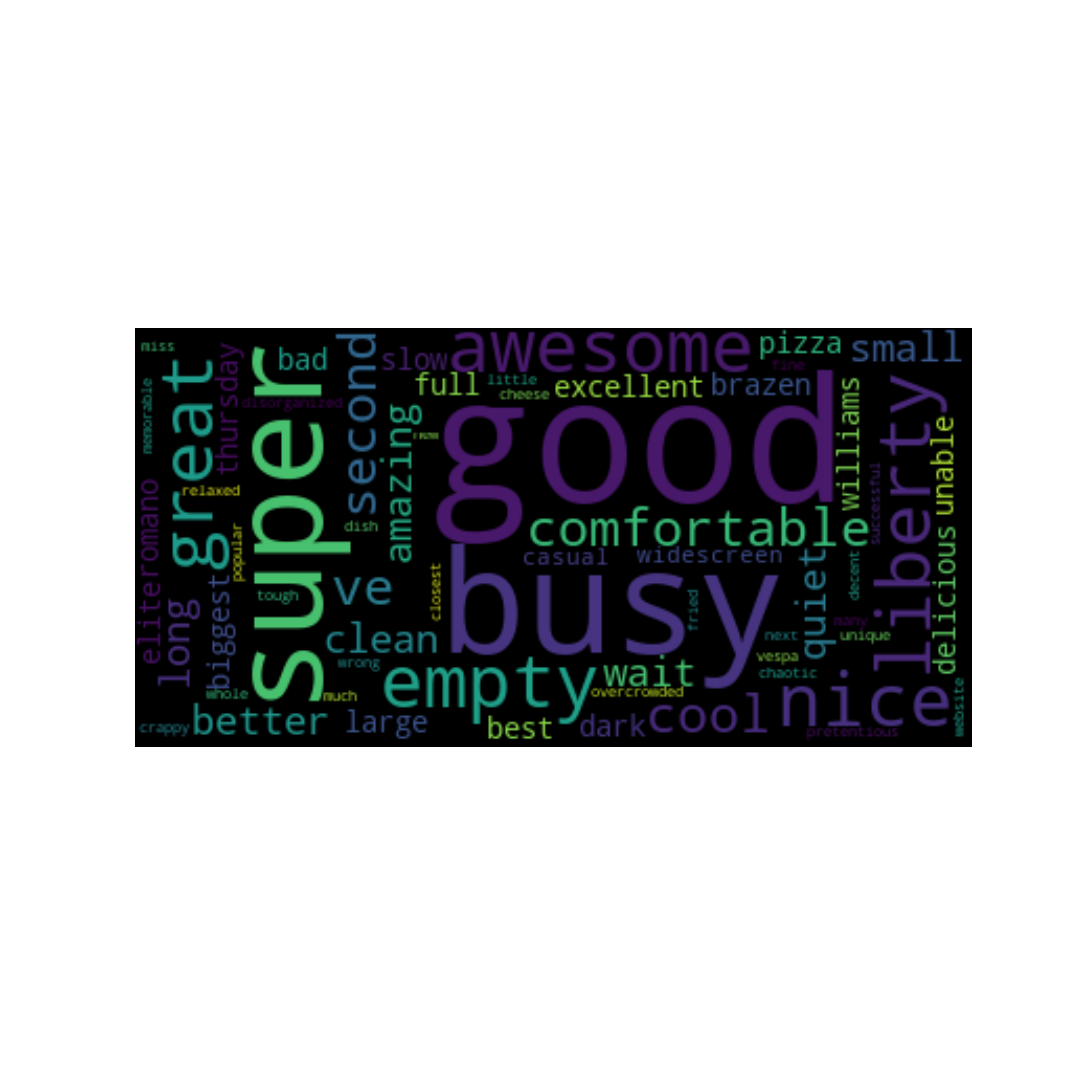 miss
awesome
pizza
small
slow
second
bad
thursday
great
super
full
little
cheese
excellent
brazen
fine
memorable
disorganized
amazing
good
williams
liberty
unable
relaxed
eliteromano
popular
dish
comfortable
successful
casual
widescreen
busy
quiet
decent
delicious
closest
fried
tough
ve
biggest
long
clean
many
unique
next
wrong
empty
wait
vespa
chaotic
whole
much
overcrowded
nice
website
crappy
better
large
best
dark
cool
pretentious